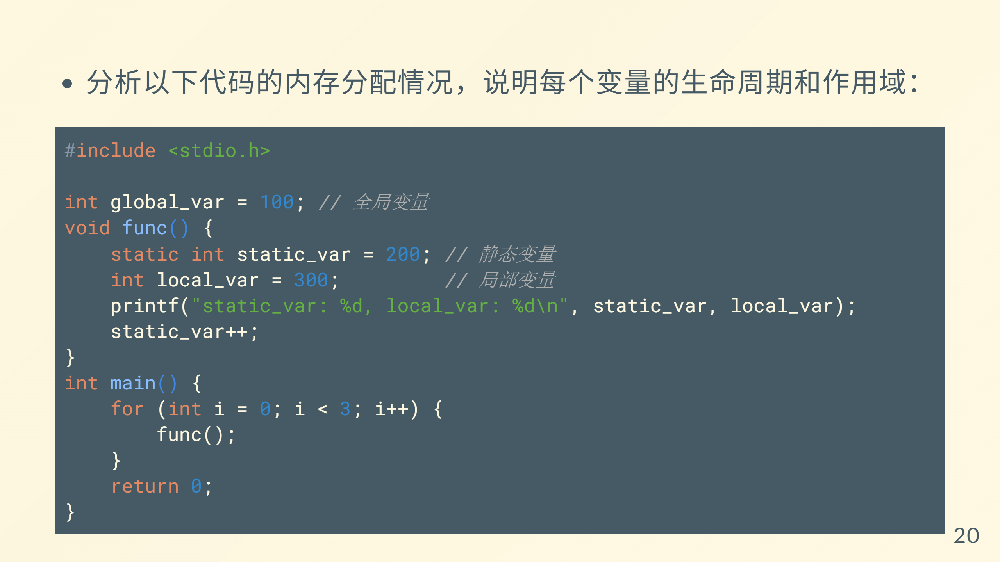 • 分析以下代码的内存分配情况，说明每个变量的生命周期和作用域：
#include <stdio.h>

int global_var = 100; // 全局变量
void func() {
    static int static_var = 200; // 静态变量
    int local_var = 300;         // 局部变量
    printf("static_var: %d, local_var: %d\n", static_var, local_var);
    static_var++;
}
int main() {
    for (int i = 0; i < 3; i++) {
        func();
    }
    return 0;
}
20